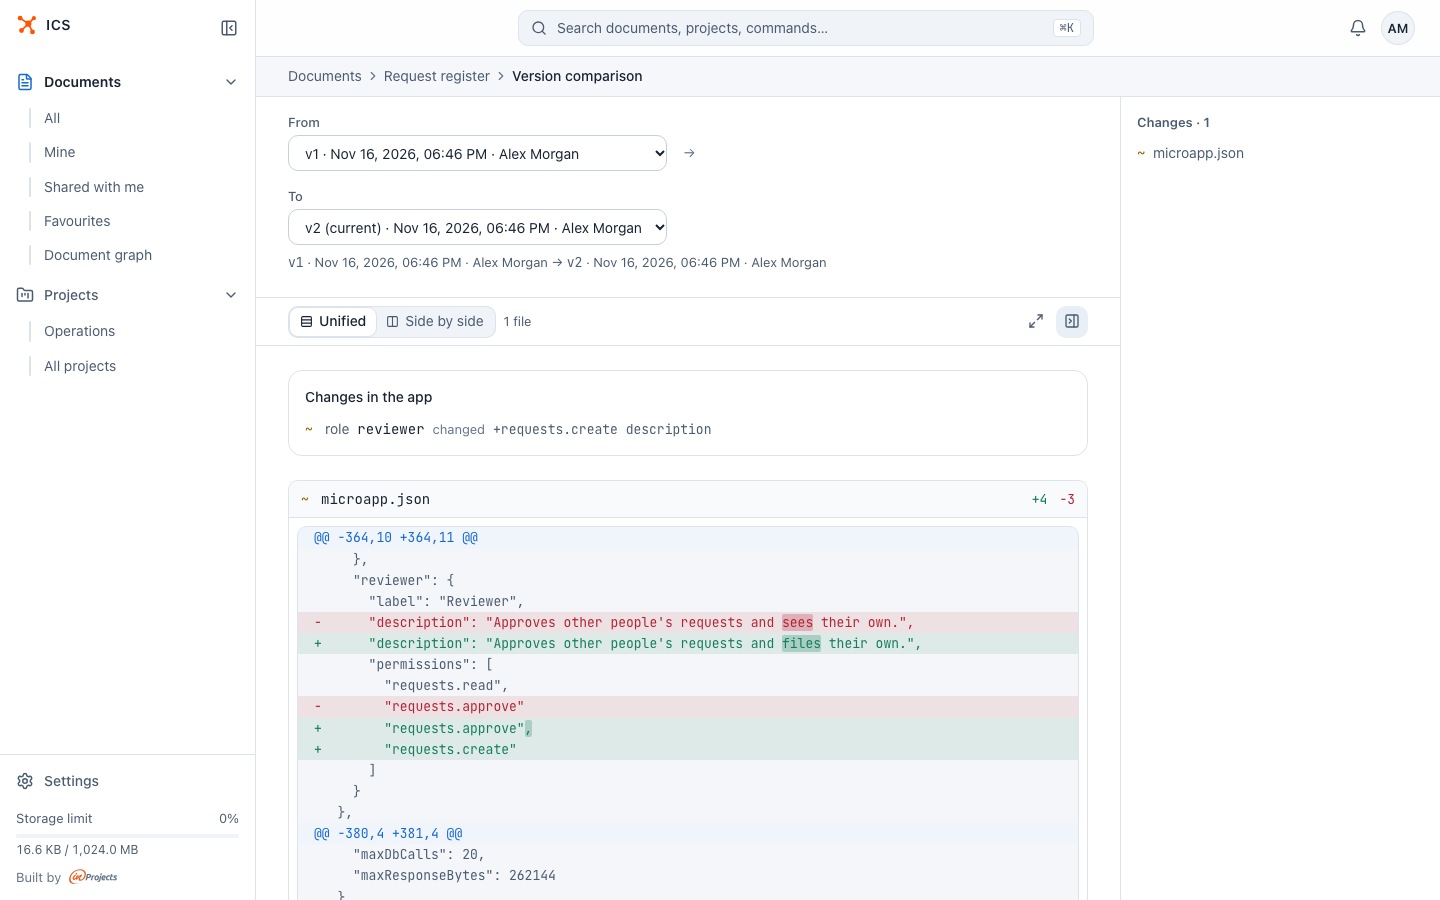 ICS
Search documents, projects, commands...
⌘K
AM
Documents
All
Mine
Shared with me
Favourites
Document graph
Projects
Operations
All projects
Settings
Storage limit 0%
16.6 KB / 1,024.0 MB
Built by inProjects
Documents > Request register > Version comparison
From
v1 · Nov 16, 2026, 06:46 PM · Alex Morgan
→
To
v2 (current) · Nov 16, 2026, 06:46 PM · Alex Morgan
v1 · Nov 16, 2026, 06:46 PM · Alex Morgan → v2 · Nov 16, 2026, 06:46 PM · Alex Morgan
Unified Side by side 1 file
Changes in the app
~ role reviewer changed +requests.create description
~ microapp.json +4 -3
@@ -364,10 +364,11 @@
},
"reviewer": {
"label": "Reviewer",
- "description": "Approves other people's requests and sees their own.",
+ "description": "Approves other people's requests and files their own.",
"permissions": [
"requests.read",
- "requests.approve"
+ "requests.approve",
+ "requests.create"
]
}
},
@@ -380,4 +381,4 @@
"maxDbCalls": 20,
"maxResponseBytes": 262144
}
Changes · 1
~ microapp.json